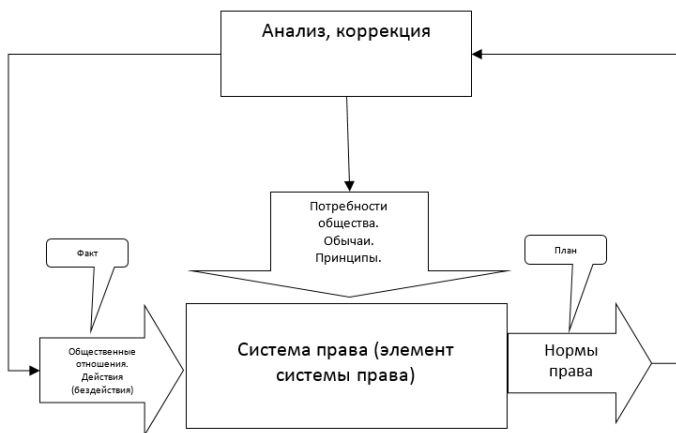 Анализ, коррекция
Потребности
общества.
Обычаи.
Принципы.
Факт
План
Общественные
отношения.
Действия
(бездействия)
Система права (элемент
системы права)
Нормы
права